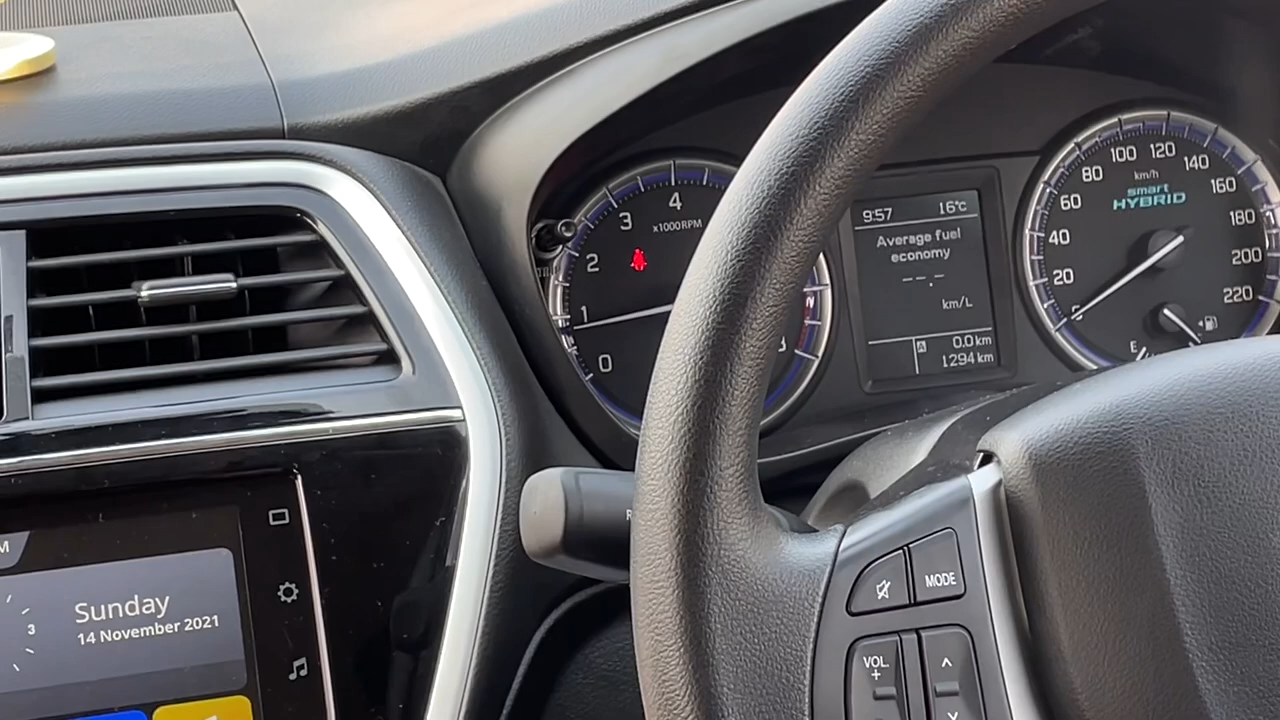 4
3
x1000RPM
2
1
0
8
9:57 16°C
Average fuel
economy
--.-
km/L
A 0.0 km
1294 km
100 120
80 140
km/h
smart
HYBRID
60 160
40 180
20 200
220
E
M
3
Sunday
14 November 2021
MODE
VOL.
+